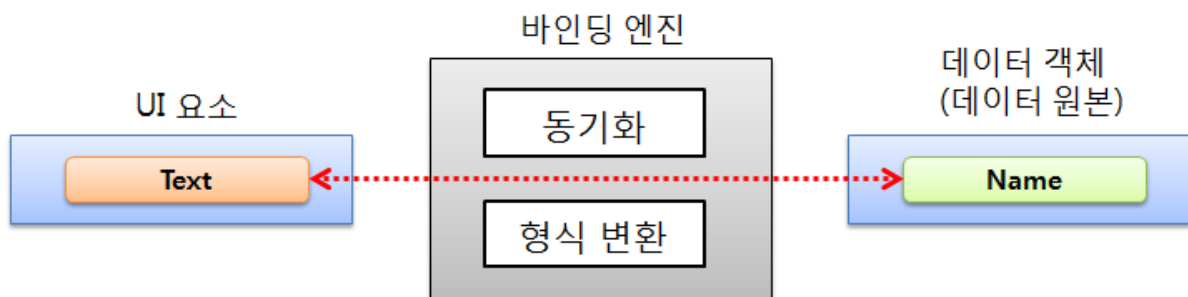 바인딩 엔진
UI 요소
데이터 객체
(데이터 원본)
동기화
Text
Name
형식 변환